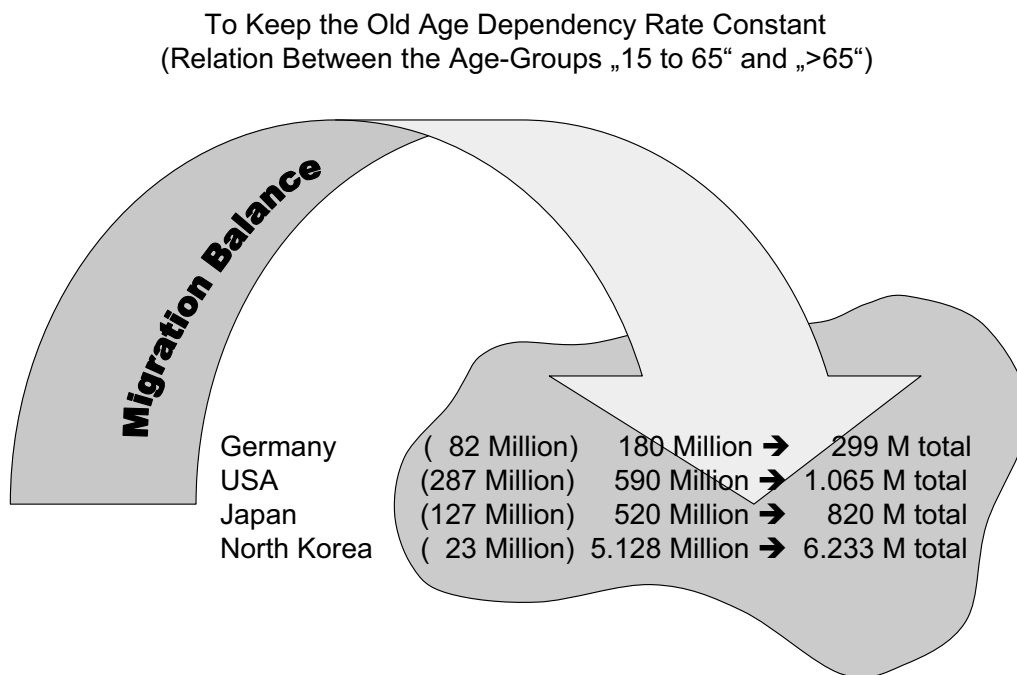 To Keep the Old Age Dependency Rate Constant
(Relation Between the Age-Groups „15 to 65“ and „>65“)
Migration Balance
Germany ( 82 Million) 180 Million ➔ 299 M total
USA (287 Million) 590 Million ➔ 1.065 M total
Japan (127 Million) 520 Million ➔ 820 M total
North Korea ( 23 Million) 5.128 Million ➔ 6.233 M total